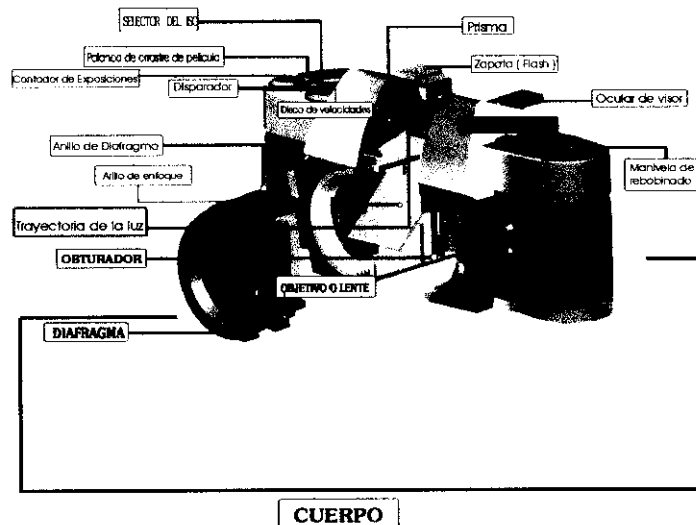 SELECTOR DEL ISO
Prisma
Palanca de arrastre de pelicula
Zapata ( Flash )
Contador de Exposiciones
Disparador
Ocular de visor
Disco de velocidades
Anillo de Diafragma
Anillo de enfoque
Manivela de
rebobinado
Trayectoria de la luz
OBTURADOR
OBJETIVO O LENTE
DIAFRAGMA
CUERPO